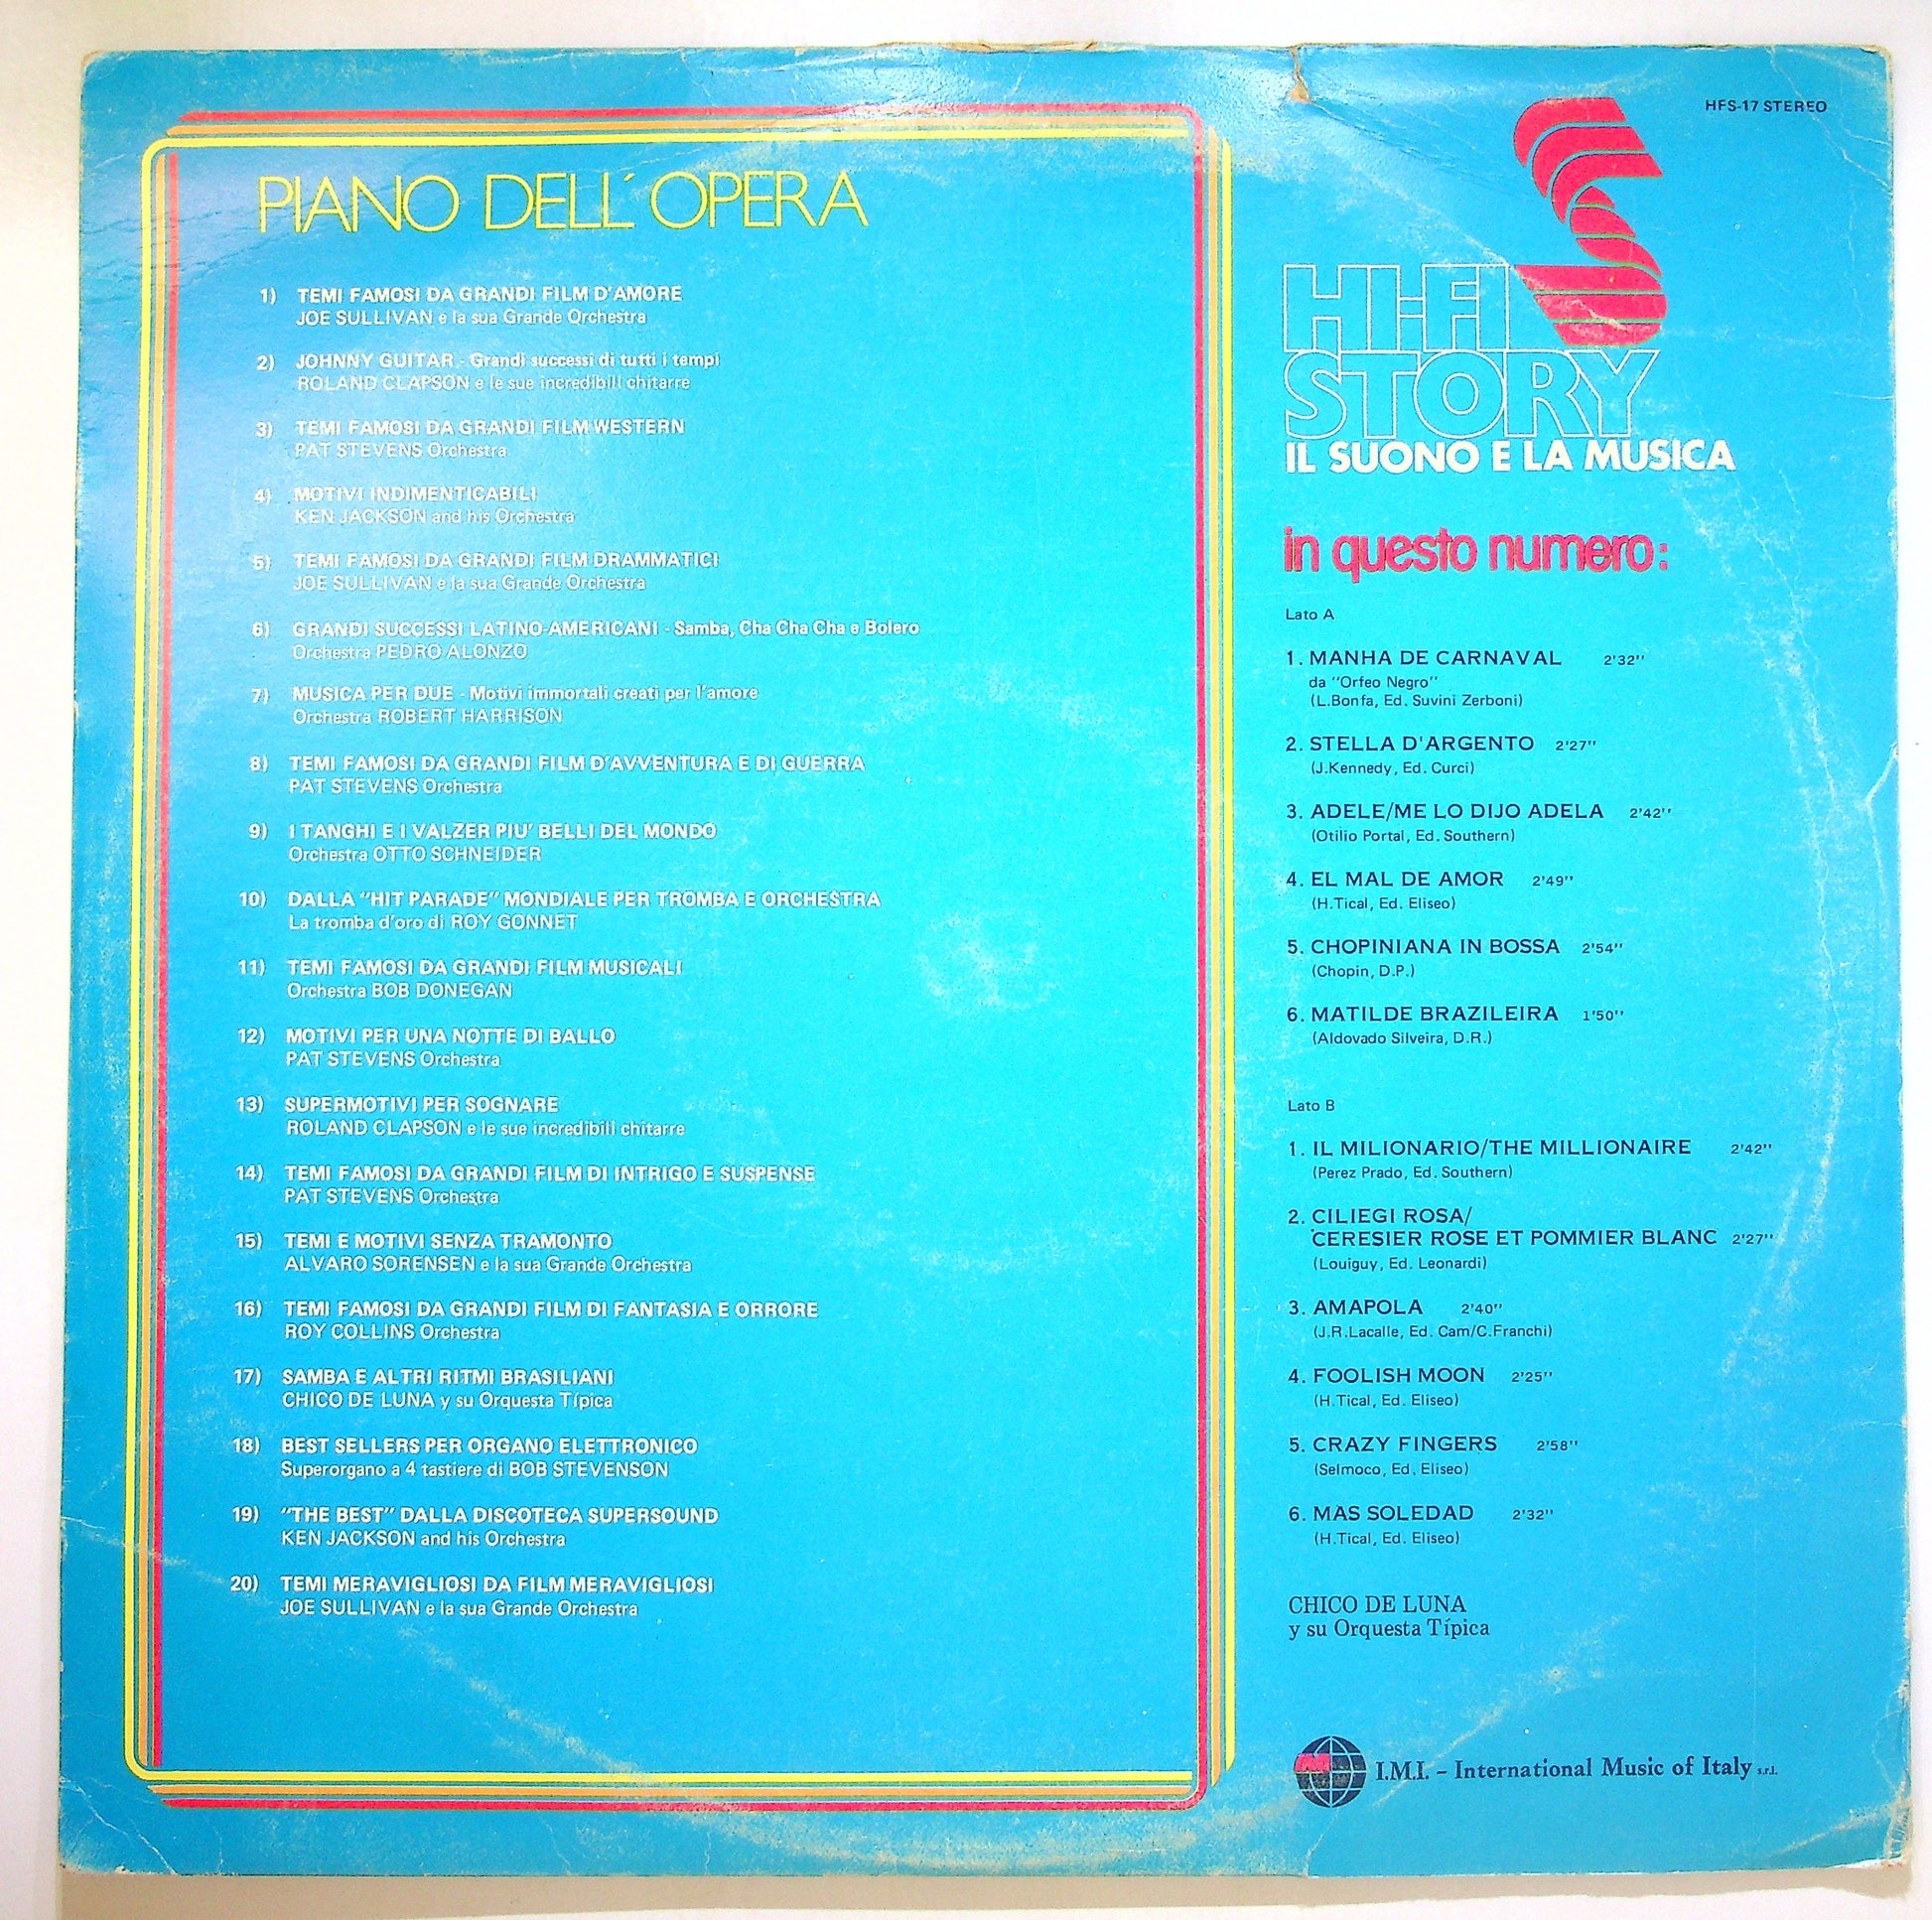 PIANO DELL'OPERA
1) TEMI FAMOSI DA GRANDI FILM D'AMORE
JOE SULLIVAN e la sua Grande Orchestra
2) JOHNNY GUITAR - Grandi successi di tutti i tempi
ROLAND CLAPSON e le sue incredibili chitarre
3) TEMI FAMOSI DA GRANDI FILM WESTERN
PAT STEVENS Orchestra
4) MOTIVI INDIMENTICABILI
KEN JACKSON and his Orchestra
5) TEMI FAMOSI DA GRANDI FILM DRAMMATICI
JOE SULLIVAN e la sua Grande Orchestra
6) GRANDI SUCCESSI LATINO-AMERICANI - Samba, Cha Cha Cha e Bolero
Orchestra PEDRO ALONZO
7) MUSICA PER DUE - Motivi immortali creati per l'amore
Orchestra ROBERT HARRISON
8) TEMI FAMOSI DA GRANDI FILM D'AVVENTURA E DI GUERRA
PAT STEVENS Orchestra
9) I TANGHI E I VALZER PIU' BELLI DEL MONDO
Orchestra OTTO SCHNEIDER
10) DALLA "HIT PARADE" MONDIALE PER TROMBA E ORCHESTRA
La tromba d'oro di ROY GONNET
11) TEMI FAMOSI DA GRANDI FILM MUSICALI
Orchestra BOB DONEGAN
12) MOTIVI PER UNA NOTTE DI BALLO
PAT STEVENS Orchestra
13) SUPERMOTIVI PER SOGNARE
ROLAND CLAPSON e le sue incredibili chitarre
14) TEMI FAMOSI DA GRANDI FILM DI INTRIGO E SUSPENSE
PAT STEVENS Orchestra
15) TEMI E MOTIVI SENZA TRAMONTO
ALVARO SORENSEN e la sua Grande Orchestra
16) TEMI FAMOSI DA GRANDI FILM DI FANTASIA E ORRORE
ROY COLLINS Orchestra
17) SAMBA E ALTRI RITMI BRASILIANI
CHICO DE LUNA y su Orquesta Típica
18) BEST SELLERS PER ORGANO ELETTRONICO
Superorgano a 4 tastiere di BOB STEVENSON
19) "THE BEST" DALLA DISCOTECA SUPERSOUND
KEN JACKSON and his Orchestra
20) TEMI MERAVIGLIOSI DA FILM MERAVIGLIOSI
JOE SULLIVAN e la sua Grande Orchestra
HFS-17 STEREO
HI-FI
STORY
IL SUONO E LA MUSICA
in questo numero:
Lato A
1. MANHA DE CARNAVAL 2'32''
da "Orfeo Negro"
(L.Bonfa, Ed. Suvini Zerboni)
2. STELLA D'ARGENTO 2'27''
(J.Kennedy, Ed. Curci)
3. ADELE/ME LO DIJO ADELA 2'42''
(Otilio Portal, Ed. Southern)
4. EL MAL DE AMOR 2'49''
(H.Tical, Ed. Eliseo)
5. CHOPINIANA IN BOSSA 2'54''
(Chopin, D.P.)
6. MATILDE BRAZILEIRA 1'50''
(Aldovado Silveira, D.R.)
Lato B
1. IL MILIONARIO/THE MILLIONAIRE 2'42''
(Perez Prado, Ed. Southern)
2. CILIEGI ROSA/
CERESIER ROSE ET POMMIER BLANC 2'27''
(Louiguy, Ed. Leonardi)
3. AMAPOLA 2'40''
(J.R.Lacalle, Ed. Cam/C.Franchi)
4. FOOLISH MOON 2'25''
(H.Tical, Ed. Eliseo)
5. CRAZY FINGERS 2'58''
(Selmoco, Ed. Eliseo)
6. MAS SOLEDAD 2'32''
(H.Tical, Ed. Eliseo)
CHICO DE LUNA
y su Orquesta Típica
I.M.I. – International Music of Italy s.r.l.